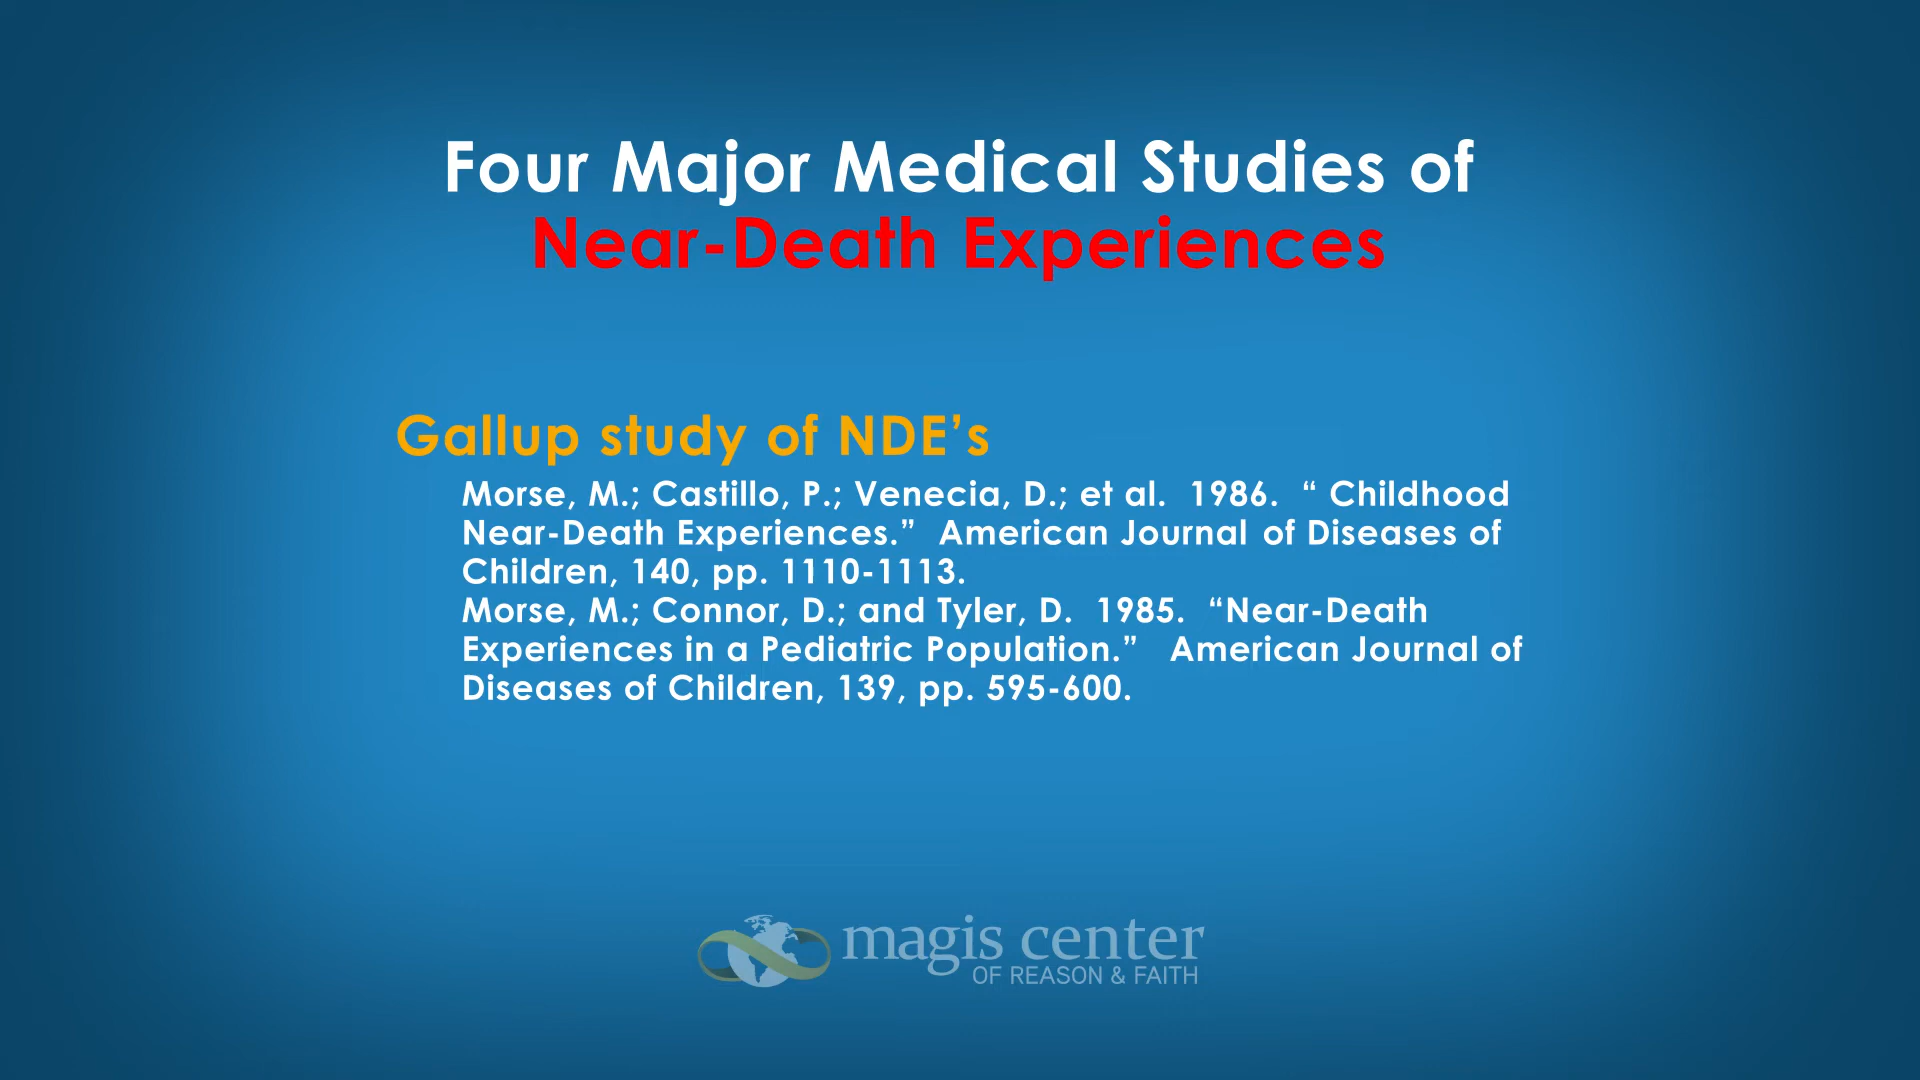 Four Major Medical Studies of
Near-Death Experiences
Gallup study of NDE’s
Morse, M.; Castillo, P.; Venecia, D.; et al.  1986.  “ Childhood
Near-Death Experiences.”  American Journal of Diseases of
Children, 140, pp. 1110-1113.
Morse, M.; Connor, D.; and Tyler, D.  1985.  “Near-Death
Experiences in a Pediatric Population.”   American Journal of
Diseases of Children, 139, pp. 595-600.
magis center
OF REASON & FAITH